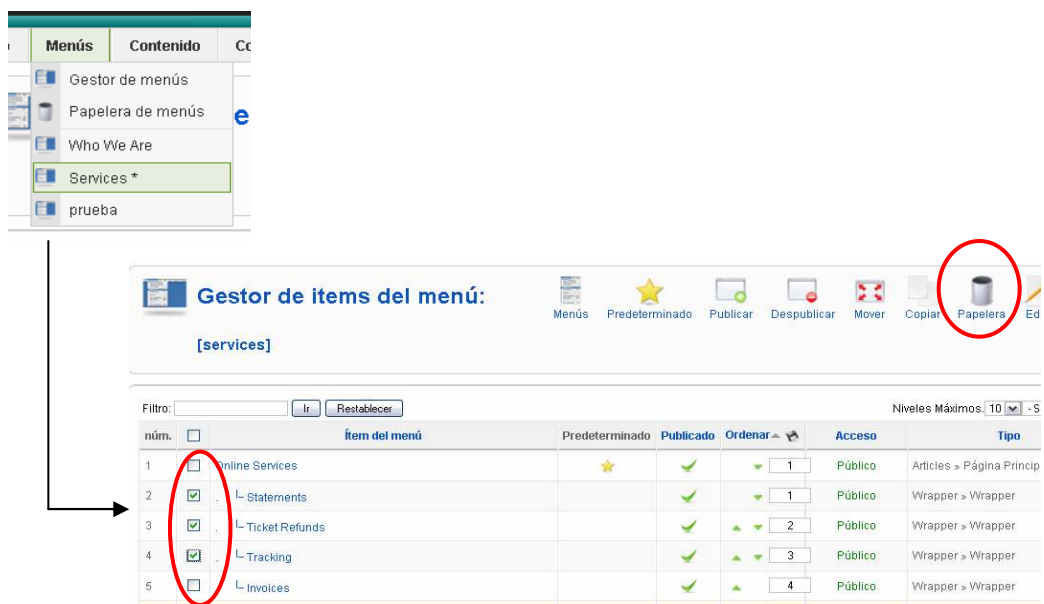 Menús Contenido Co
Gestor de menús
Papelera de menús
e
Who We Are
Services *
prueba
Gestor de items del menú:
[services]
Menús Predeterminado Publicar Despublicar Mover Copiar Papelera Ed
Filtro: Ir Restablecer Niveles Máximos. 10 - S
núm. Ítem del menú Predeterminado Publicado Ordenar Acceso Tipo
1 Online Services 1 Público Articles » Página Princip
2 . Statements 1 Público Wrapper » Wrapper
3 . Ticket Refunds 2 Público Wrapper » Wrapper
4 . Tracking 3 Público Wrapper » Wrapper
5 Invoices 4 Público Wrapper » Wrapper